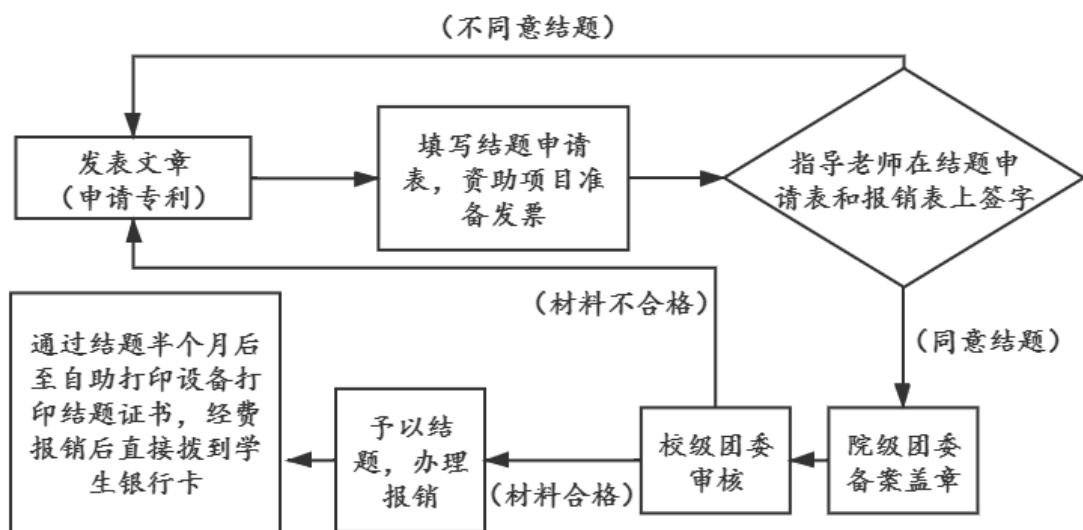 （不同意结题）
发表文章
（申请专利）
填写结题申请
表，资助项目准
备发票
指导老师在结题申
请表和报销表上签字
（材料不合格）
（同意结题）
通过结题半个月后
至自助打印设备打
印结题证书，经费
报销后直接拨到学
生银行卡
予以结
题，办理
报销
（材料合格）
校级团委
审核
院级团委
备案盖章